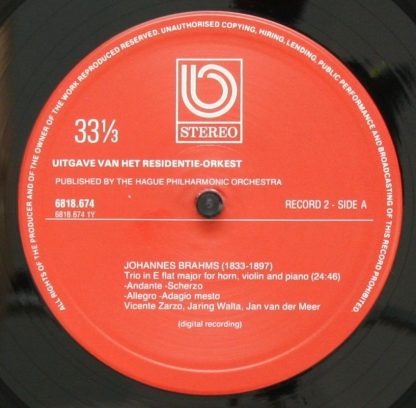 ALL RIGHTS OF THE PRODUCER AND OF THE OWNER OF THE WORK REPRODUCED RESERVED. UNAUTHORISED COPYING, HIRING, LENDING, PUBLIC PERFORMANCE AND BROADCASTING OF THIS RECORD PROHIBITED
b
STEREO
33⅓
UITGAVE VAN HET RESIDENTIE-ORKEST
PUBLISHED BY THE HAGUE PHILHARMONIC ORCHESTRA
6818.674 RECORD 2 - SIDE A
6818.674 1Y
JOHANNES BRAHMS (1833-1897)
Trio in E flat major for horn, violin and piano (24:46)
-Andante -Scherzo
-Allegro -Adagio mesto
Vicente Zarzo, Jaring Walta, Jan van der Meer
(digital recording)